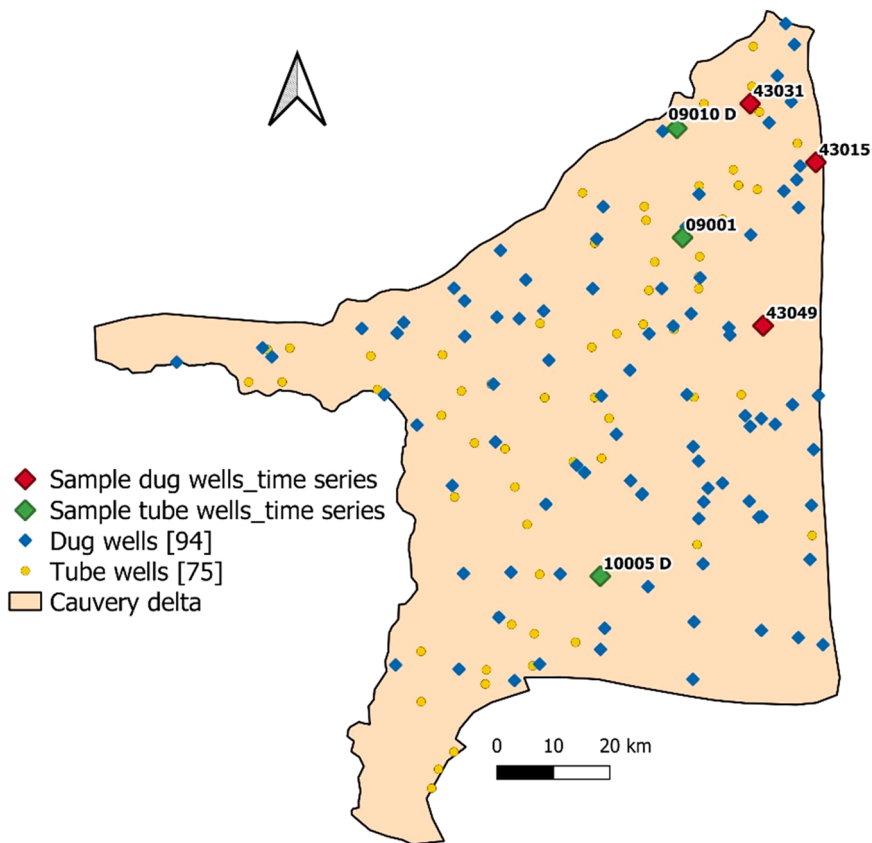 43031
09010 D
43015
09001
43049
Sample dug wells_time series
Sample tube wells_time series
Dug wells [94]
Tube wells [75]
Cauvery delta
10005 D
0 10 20 km